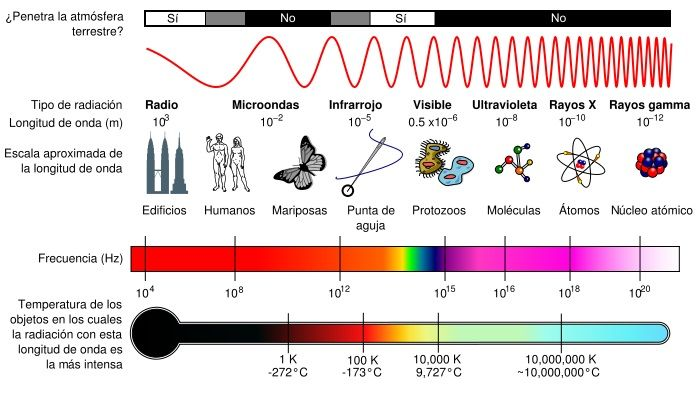 ¿Penetra la atmósfera
terrestre?
Sí No Sí No
Tipo de radiación Radio Microondas Infrarrojo Visible Ultravioleta Rayos X Rayos gamma
Longitud de onda (m) 10³ 10⁻² 10⁻⁵ 0.5 x10⁻⁶ 10⁻⁸ 10⁻¹⁰ 10⁻¹²
Escala aproximada de
la longitud de onda
Edificios Humanos Mariposas Punta de Protozoos Moléculas Átomos Núcleo atómico
aguja
Frecuencia (Hz)
10⁴ 10⁸ 10¹² 10¹⁵ 10¹⁶ 10¹⁸ 10²⁰
Temperatura de los
objetos en los cuales
la radiación con esta
longitud de onda es
la más intensa
1 K 100 K 10,000 K 10,000,000 K
-272°C -173°C 9,727°C ~10,000,000°C